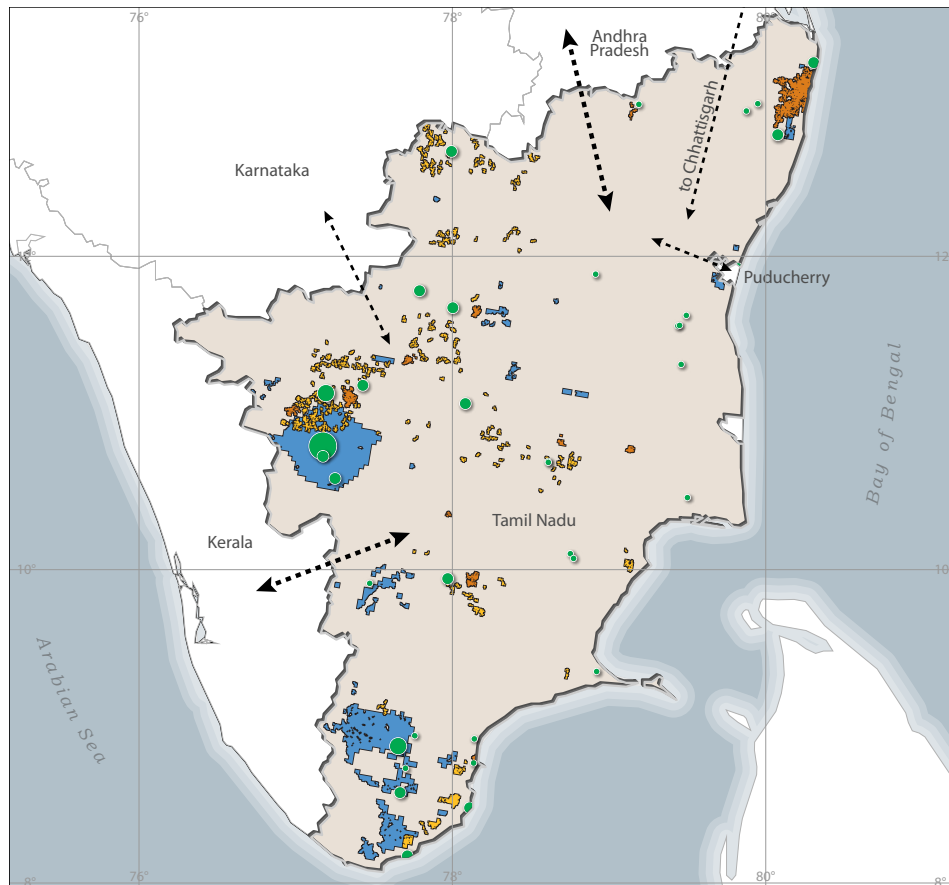 76°
78°
80°
Andhra
Pradesh
to Chhattisgarh
Karnataka
12°
Puducherry
Bay of Bengal
Tamil Nadu
Kerala
10°
10
Arabian Sea
8°
76°
78°
80°
8°